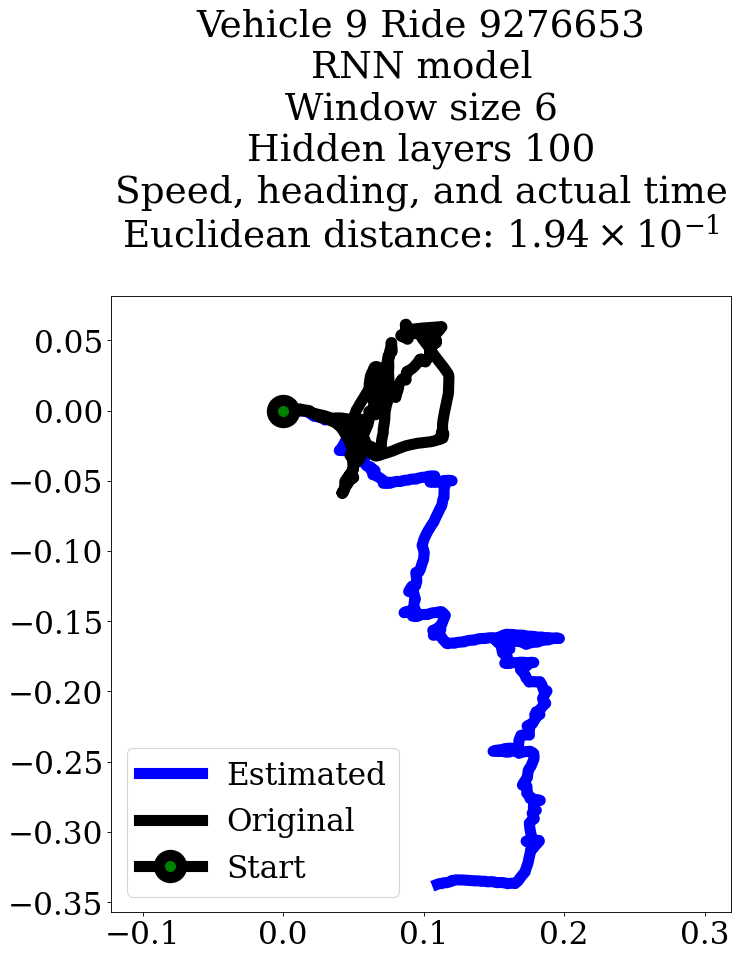 Vehicle 9 Ride 9276653
RNN model
Window size 6
Hidden layers 100
Speed, heading, and actual time
Euclidean distance: 1.94 × 10⁻¹
0.05
0.00
−0.05
−0.10
−0.15
−0.20
−0.25
−0.30
−0.35
Estimated
Original
Start
−0.1
0.0
0.1
0.2
0.3